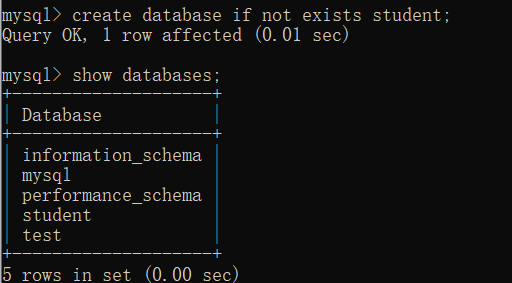 mysql> create database if not exists student;
Query OK, 1 row affected (0.01 sec)
mysql> show databases;
+--------------------+
| Database           |
+--------------------+
| information_schema |
| mysql              |
| performance_schema |
| student            |
| test               |
+--------------------+
5 rows in set (0.00 sec)